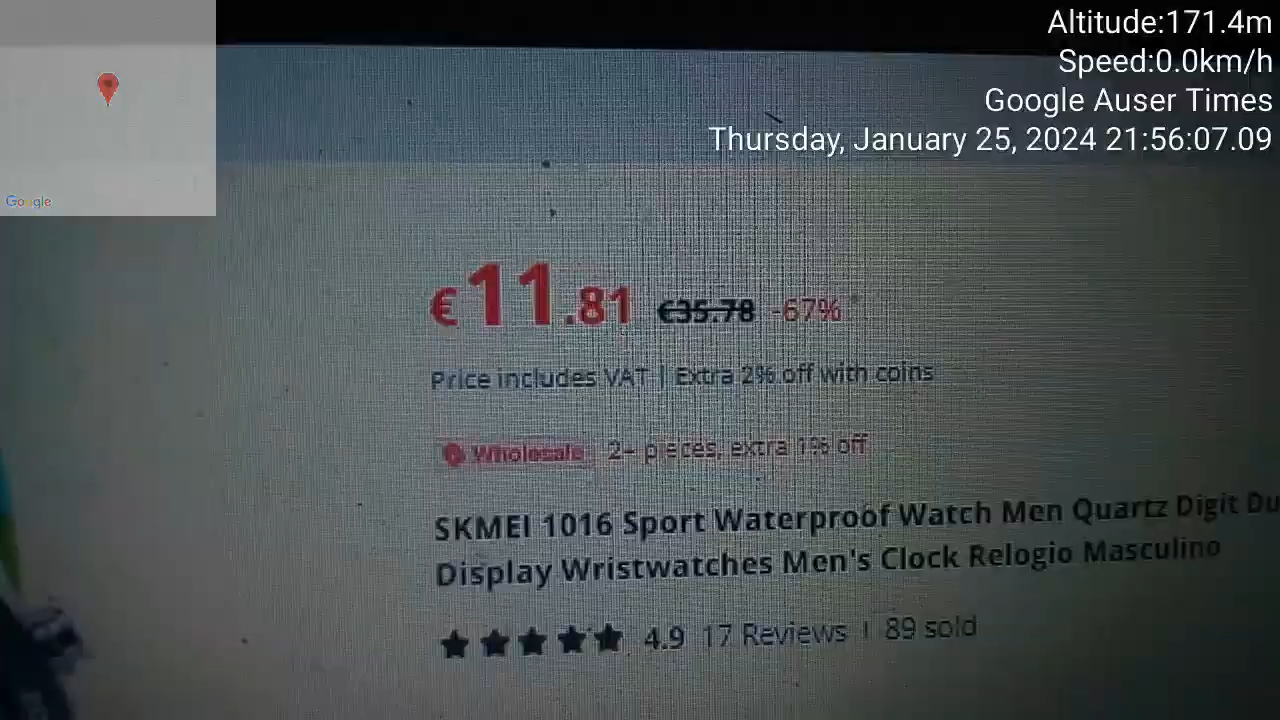 Altitude:171.4m
Speed:0.0km/h
Google Auser Times
Thursday, January 25, 2024 21:56:07.09
Google
€11.81 €35.78 -67%
Price includes VAT | Extra 2% off with coins
Wholesale 2+ pieces, extra 1% off
SKMEI 1016 Sport Waterproof Watch Men Quartz Digit Du
Display Wristwatches Men's Clock Relogio Masculino
4.9 17 Reviews | 89 sold